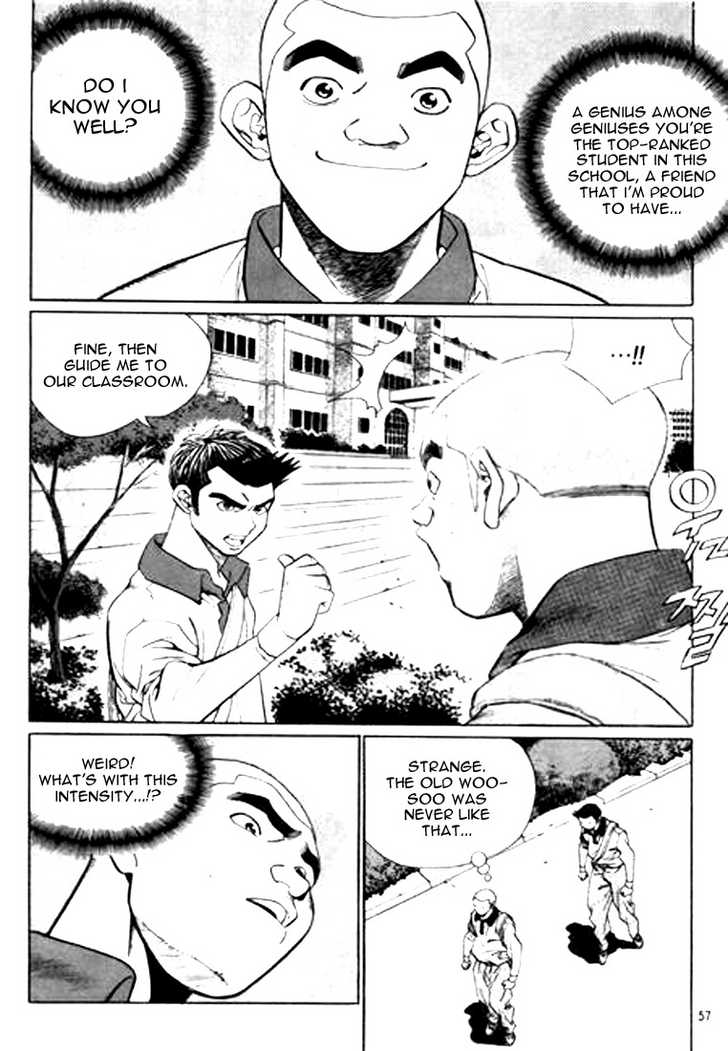 DO I
KNOW YOU
WELL?
A GENIUS AMONG
GENIUSES YOU'RE
THE TOP-RANKED
STUDENT IN THIS
SCHOOL, A FRIEND
THAT I'M PROUD
TO HAVE...
FINE, THEN
GUIDE ME TO
OUR CLASSROOM.
...!!
WEIRD!
WHAT'S WITH THIS
INTENSITY...!?
STRANGE.
THE OLD WOO-
SOO WAS
NEVER LIKE
THAT...
57